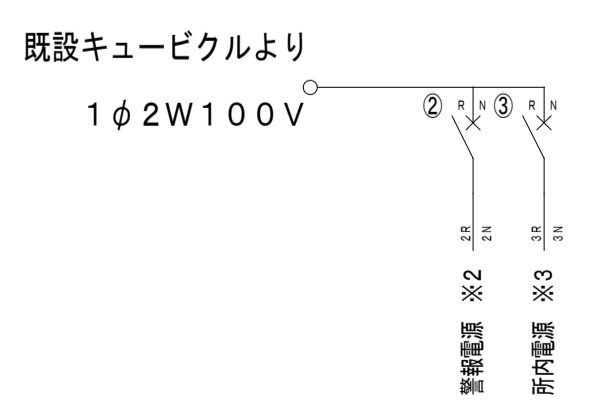 既設キュービクルより
1φ2W100V
② R N ③ R N
2R 2N 3R 3N
警報電源 ※2
所内電源 ※3